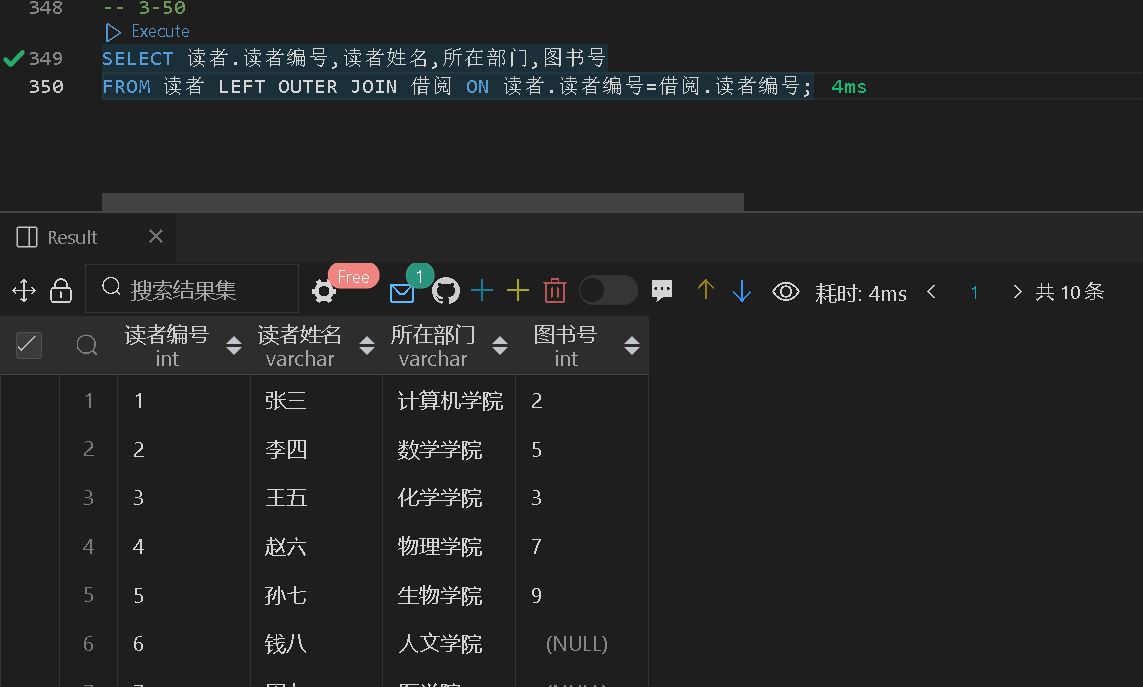 348 -- 3-50
Execute
349 SELECT 读者.读者编号,读者姓名,所在部门,图书号
350 FROM 读者 LEFT OUTER JOIN 借阅 ON 读者.读者编号=借阅.读者编号; 4ms
Result
搜索结果集 Free 1 耗时: 4ms 1 共 10 条
读者编号 读者姓名 所在部门 图书号
int varchar varchar int
1 1 张三 计算机学院 2
2 2 李四 数学学院 5
3 3 王五 化学学院 3
4 4 赵六 物理学院 7
5 5 孙七 生物学院 9
6 6 钱八 人文学院 (NULL)